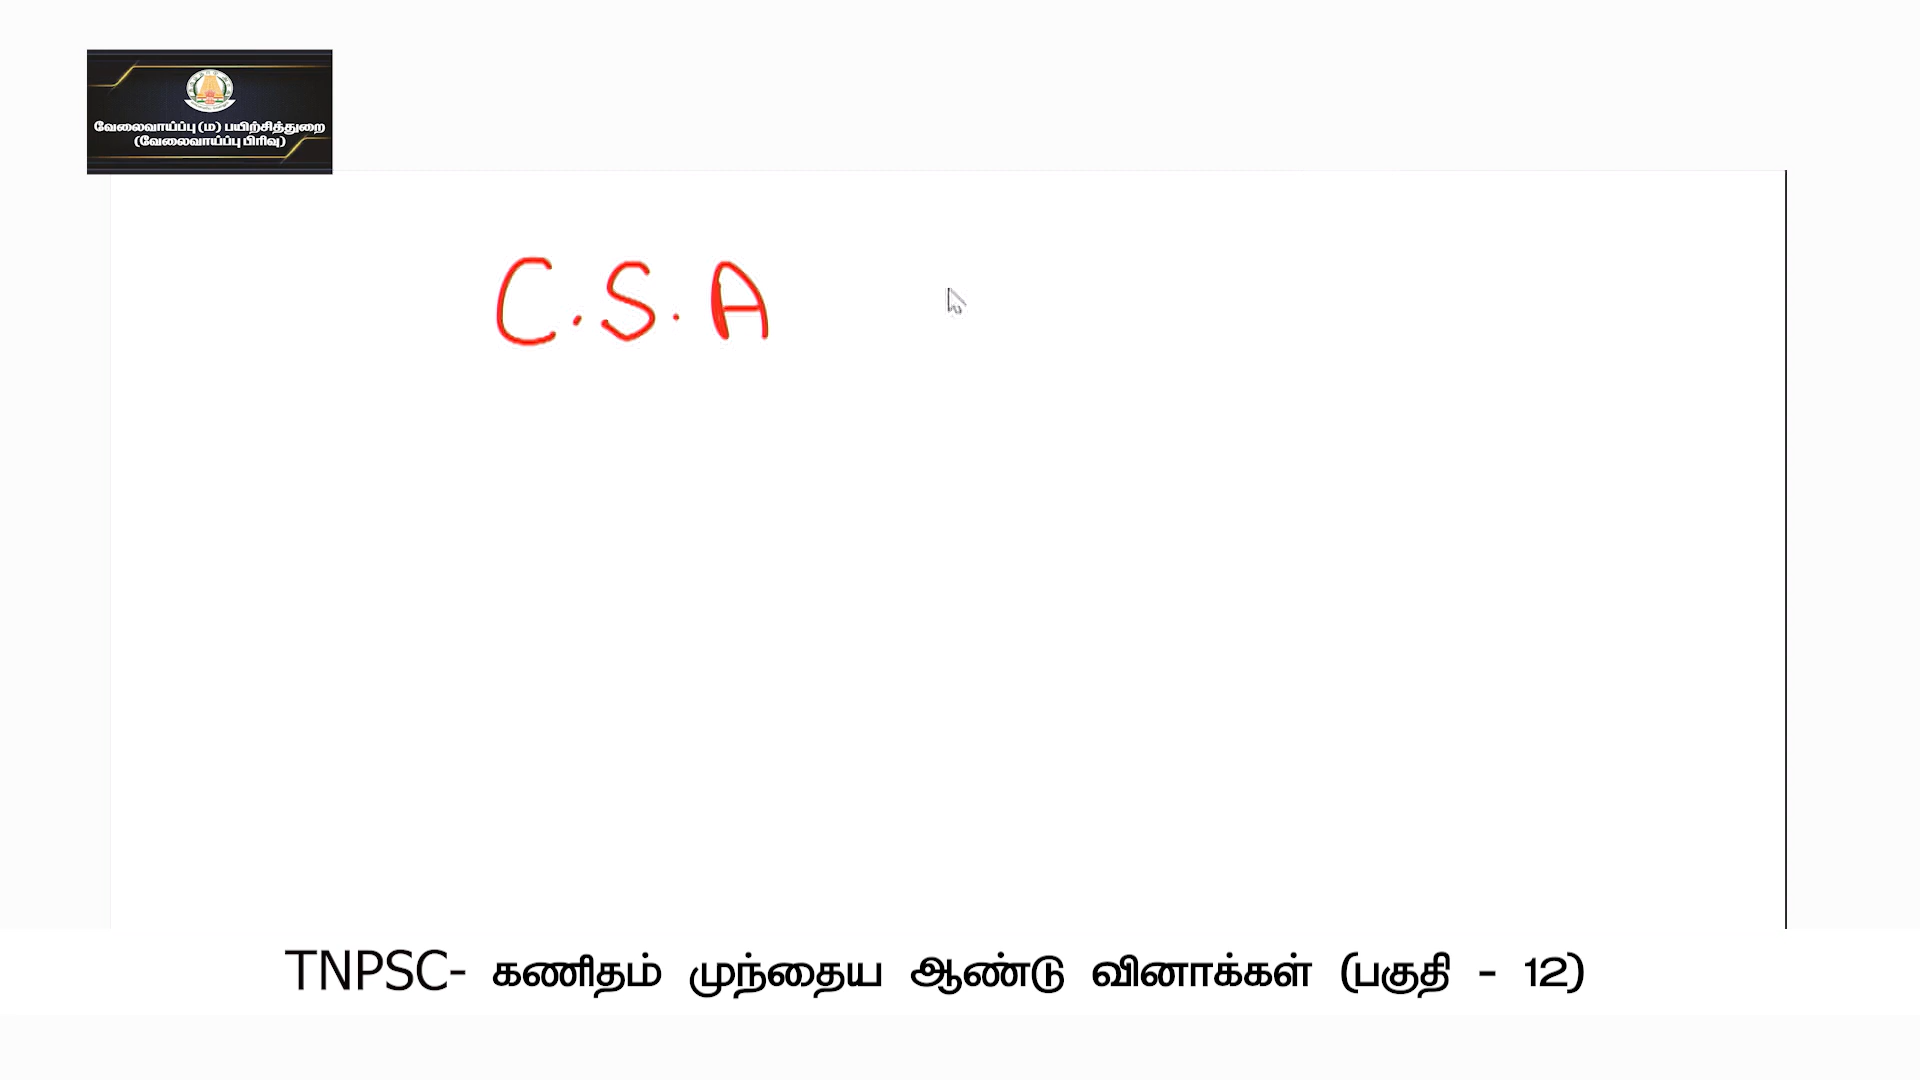 வேலைவாய்ப்பு (ம) பயிற்சித்துறை
(வேலைவாய்ப்பு பிரிவு)
C.S.A
TNPSC- கணிதம் முந்தைய ஆண்டு வினாக்கள் (பகுதி - 12)